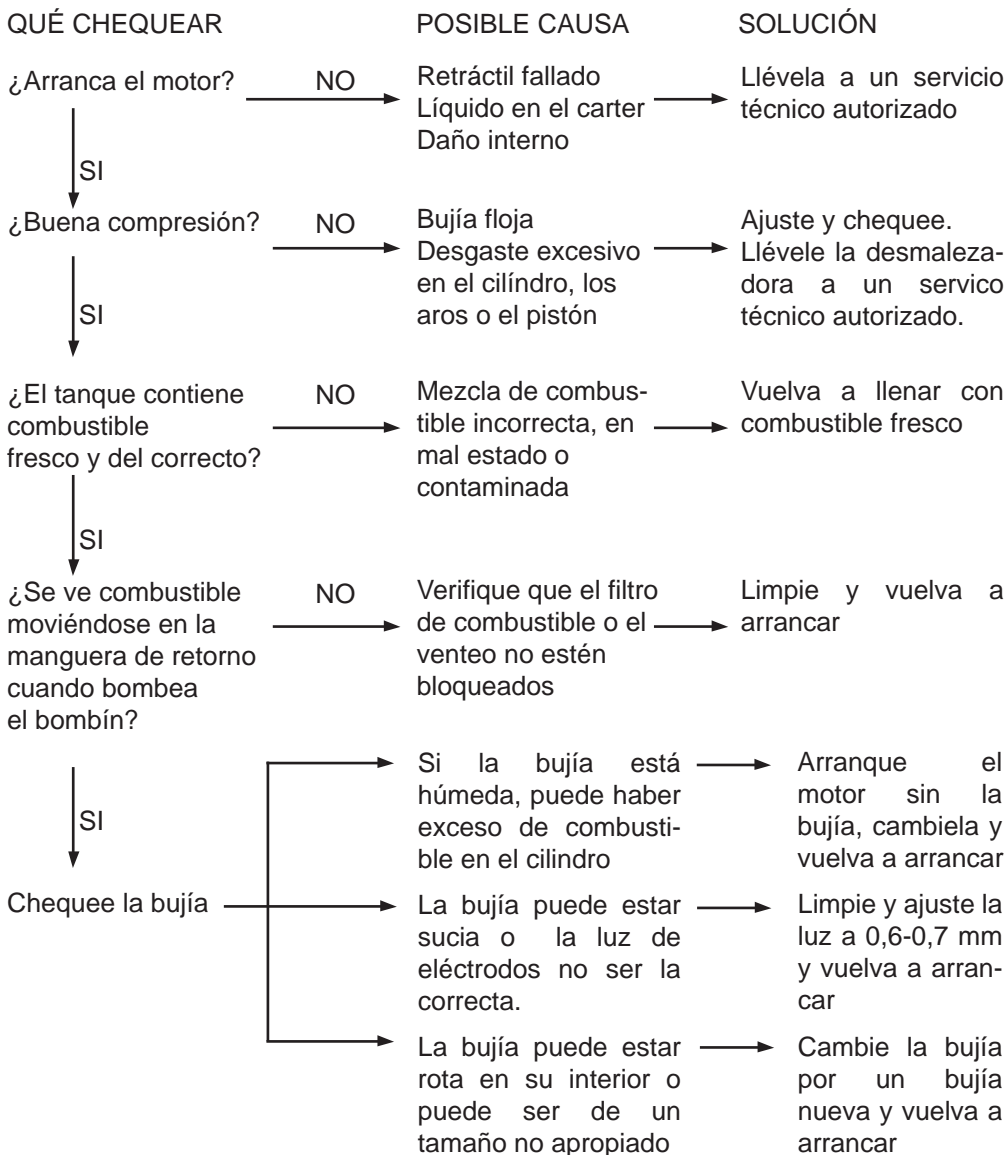 QUÉ CHEQUEAR
POSIBLE CAUSA
SOLUCIÓN
¿Arranca el motor?
NO
Retráctil fallado
Líquido en el carter
Daño interno
Llévela a un servicio
técnico autorizado
SI
¿Buena compresión?
NO
Bujía floja
Desgaste excesivo
en el cilíndro, los
aros o el pistón
Ajuste y chequee.
Llévele la desmaleza-
dora a un servico
técnico autorizado.
SI
¿El tanque contiene
combustible
fresco y del correcto?
NO
Mezcla de combus-
tible incorrecta, en
mal estado o
contaminada
Vuelva a llenar con
combustible fresco
SI
¿Se ve combustible
moviéndose en la
manguera de retorno
cuando bombea
el bombín?
NO
Verifique que el filtro
de combustible o el
venteo no estén
bloqueados
Limpie y vuelva a
arrancar
SI
Chequee la bujía
Si la bujía está
húmeda, puede haber
exceso de combusti-
ble en el cilindro
Arranque el
motor sin la
bujía, cambiela y
vuelva a arrancar
La bujía puede estar
sucia o la luz de
eléctrodos no ser la
correcta.
Limpie y ajuste la
luz a 0,6-0,7 mm
y vuelva a arran-
car
La bujía puede estar
rota en su interior o
puede ser de un
tamaño no apropiado
Cambie la bujía
por un bujía
nueva y vuelva a
arrancar